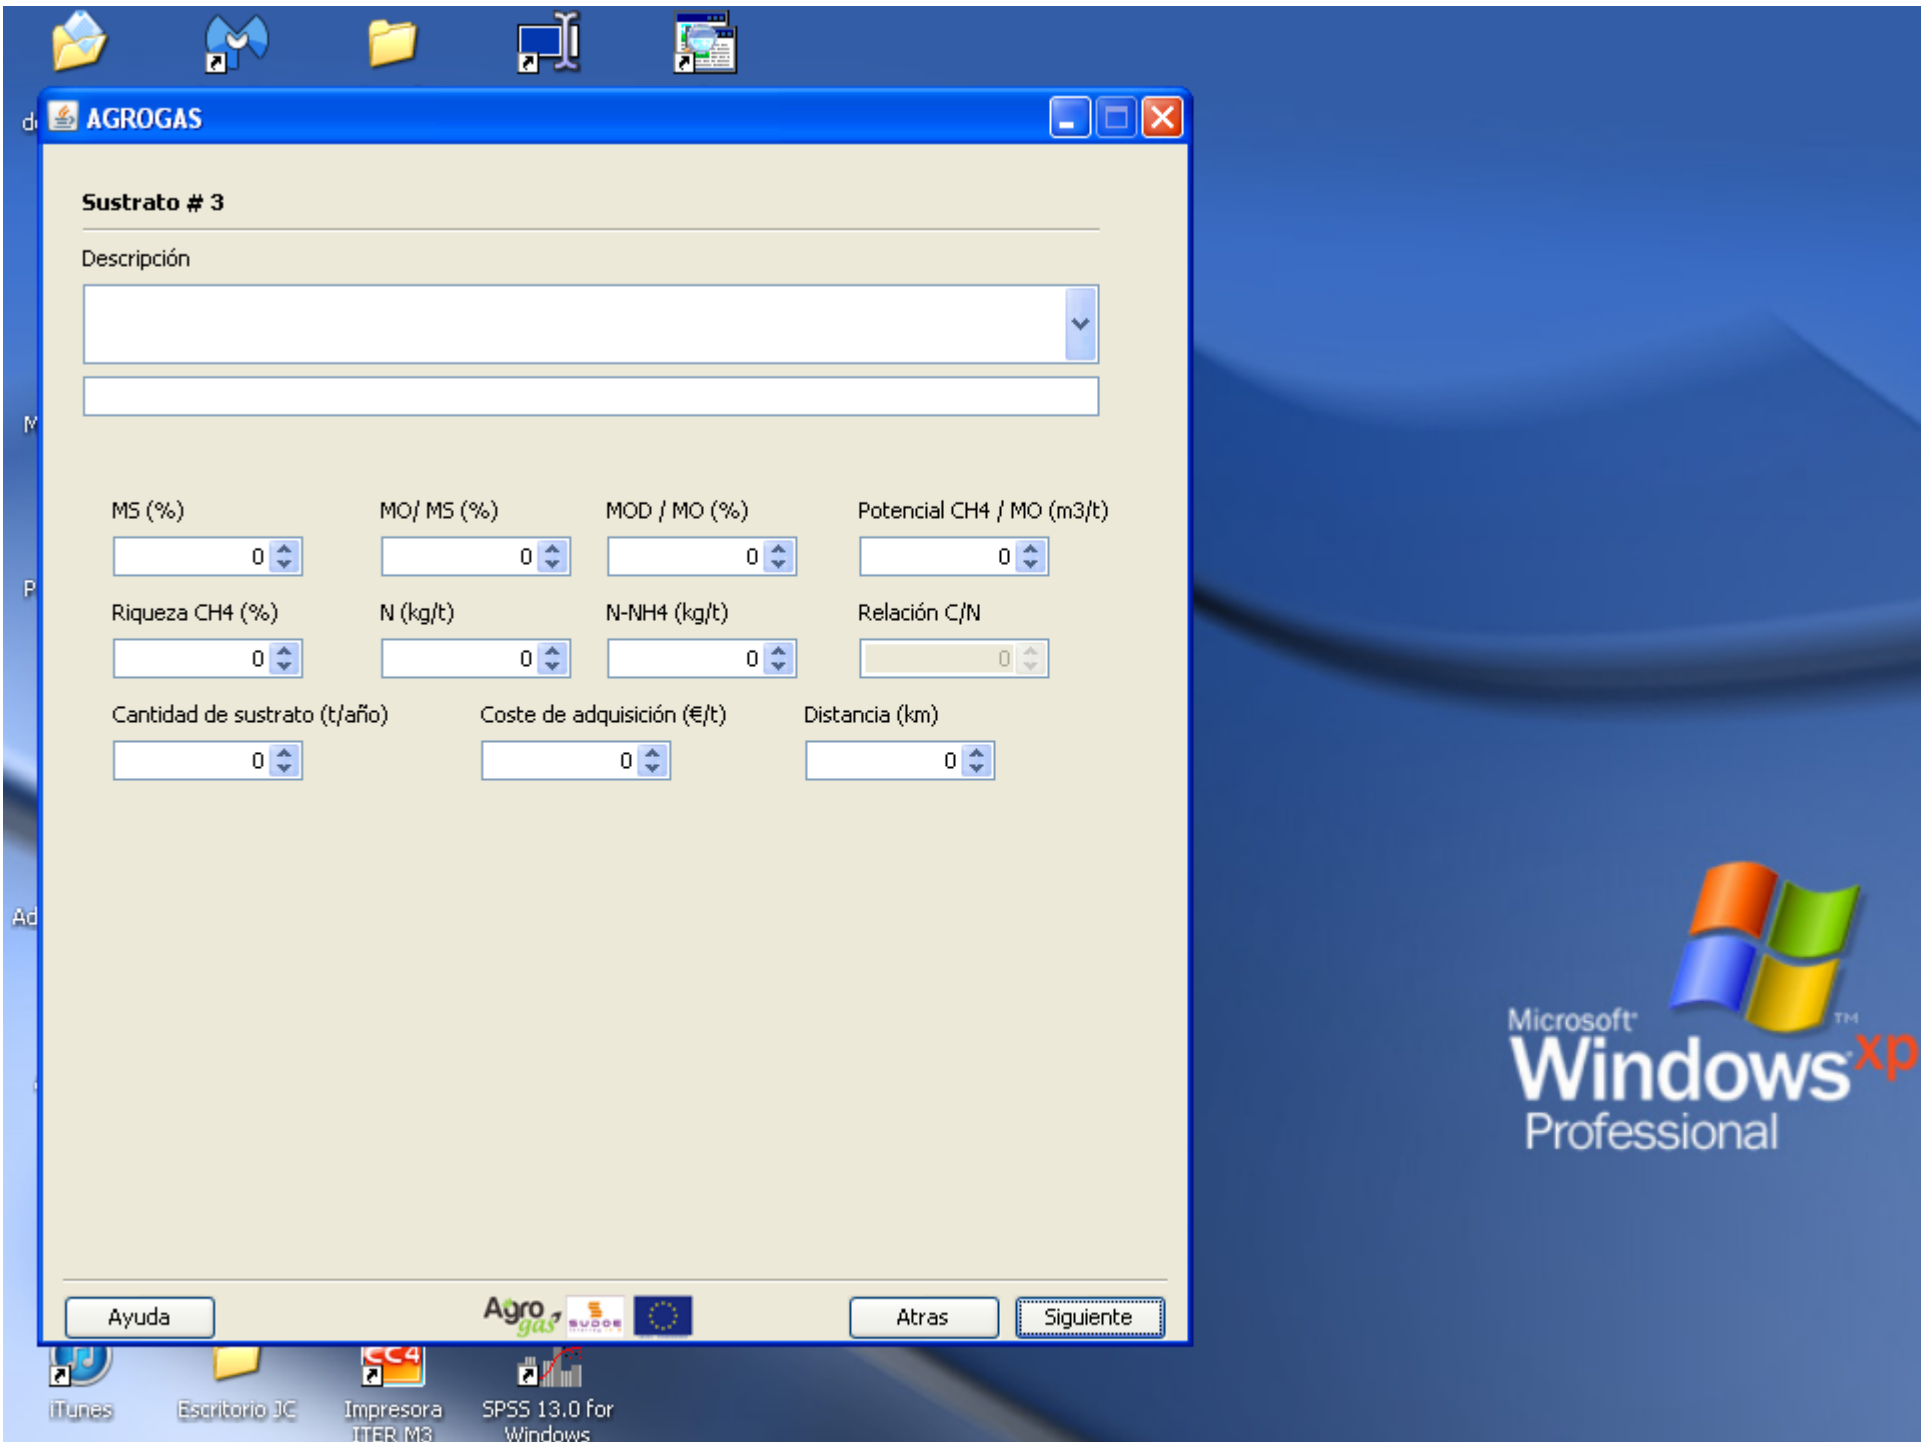 AGROGAS
Sustrato # 3
Descripción
MS (%) MO/ MS (%) MOD / MO (%) Potencial CH4 / MO (m3/t)
0 0 0 0
Riqueza CH4 (%) N (kg/t) N-NH4 (kg/t) Relación C/N
0 0 0 0
Cantidad de sustrato (t/año) Coste de adquisición (€/t) Distancia (km)
0 0 0
Microsoft
Windows xp
Professional
Ayuda Agro gas SUDOE Atras Siguiente
iTunes Escritorio JC Impresora ITER M3 SPSS 13.0 for Windows